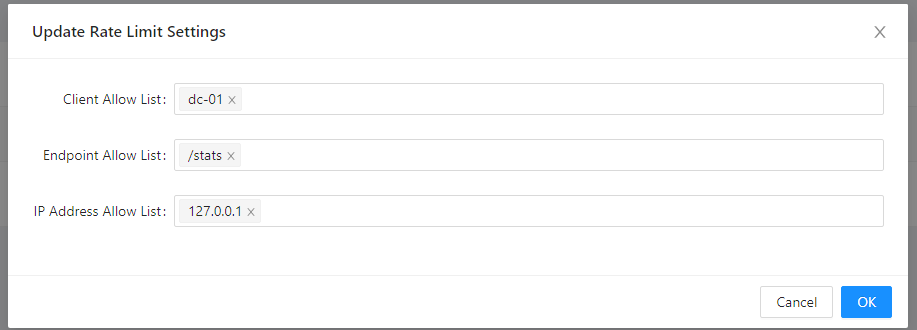 Update Rate Limit Settings
Client Allow List: dc-01
Endpoint Allow List: /stats
IP Address Allow List: 127.0.0.1
Cancel OK